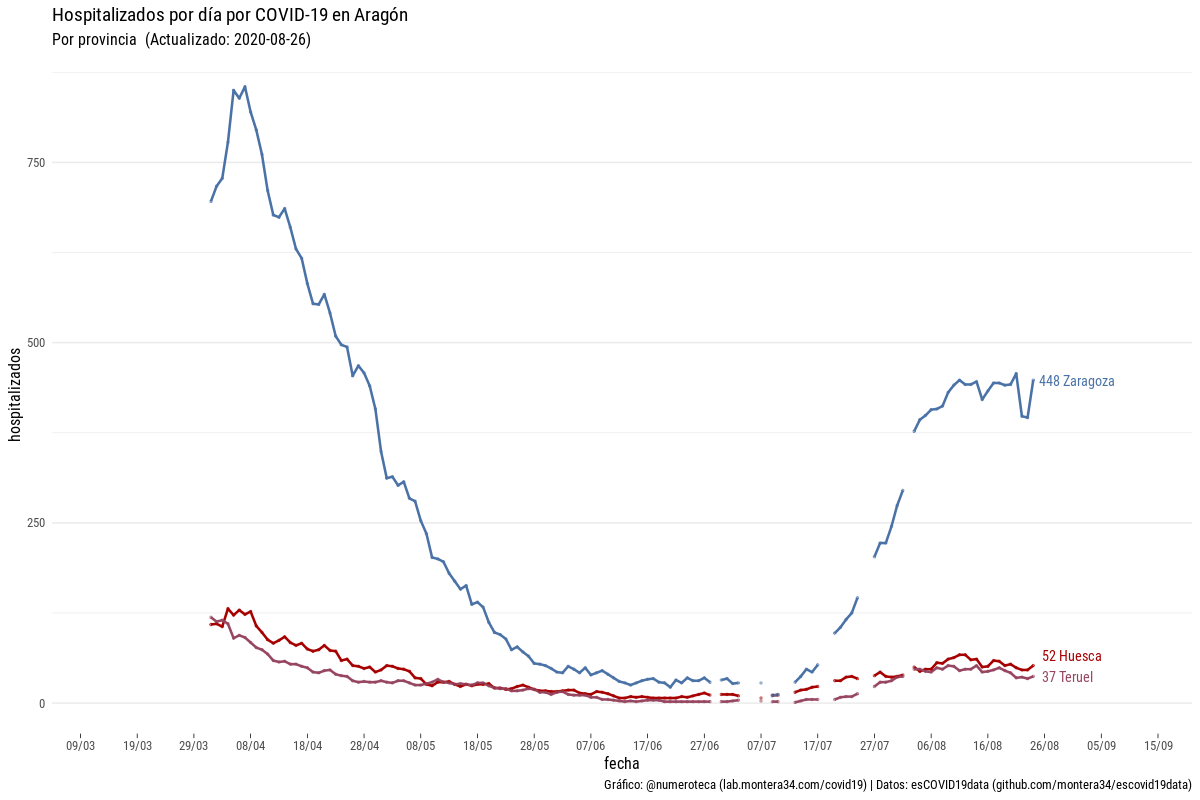 Hospitalizados por día por COVID-19 en Aragón
Por provincia  (Actualizado: 2020-08-26)
hospitalizados
750
500
250
0
448 Zaragoza
52 Huesca
37 Teruel
09/03 19/03 29/03 08/04 18/04 28/04 08/05 18/05 28/05 07/06 17/06 27/06 07/07 17/07 27/07 06/08 16/08 26/08 05/09 15/09
fecha
Gráfico: @numeroteca (lab.montera34.com/covid19) | Datos: esCOVID19data (github.com/montera34/escovid19data)